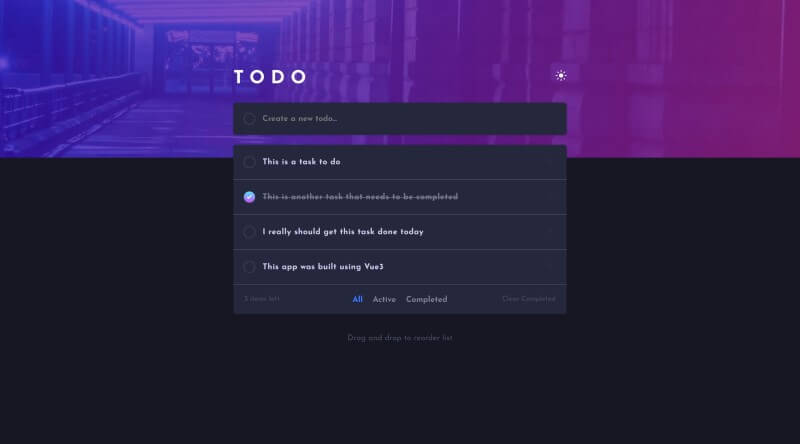 TODO
Create a new todo...
This is a task to do
This is another task that needs to be completed
I really should get this task done today
This app was built using Vue3
3 items left All Active Completed Clear Completed
Drag and drop to reorder list